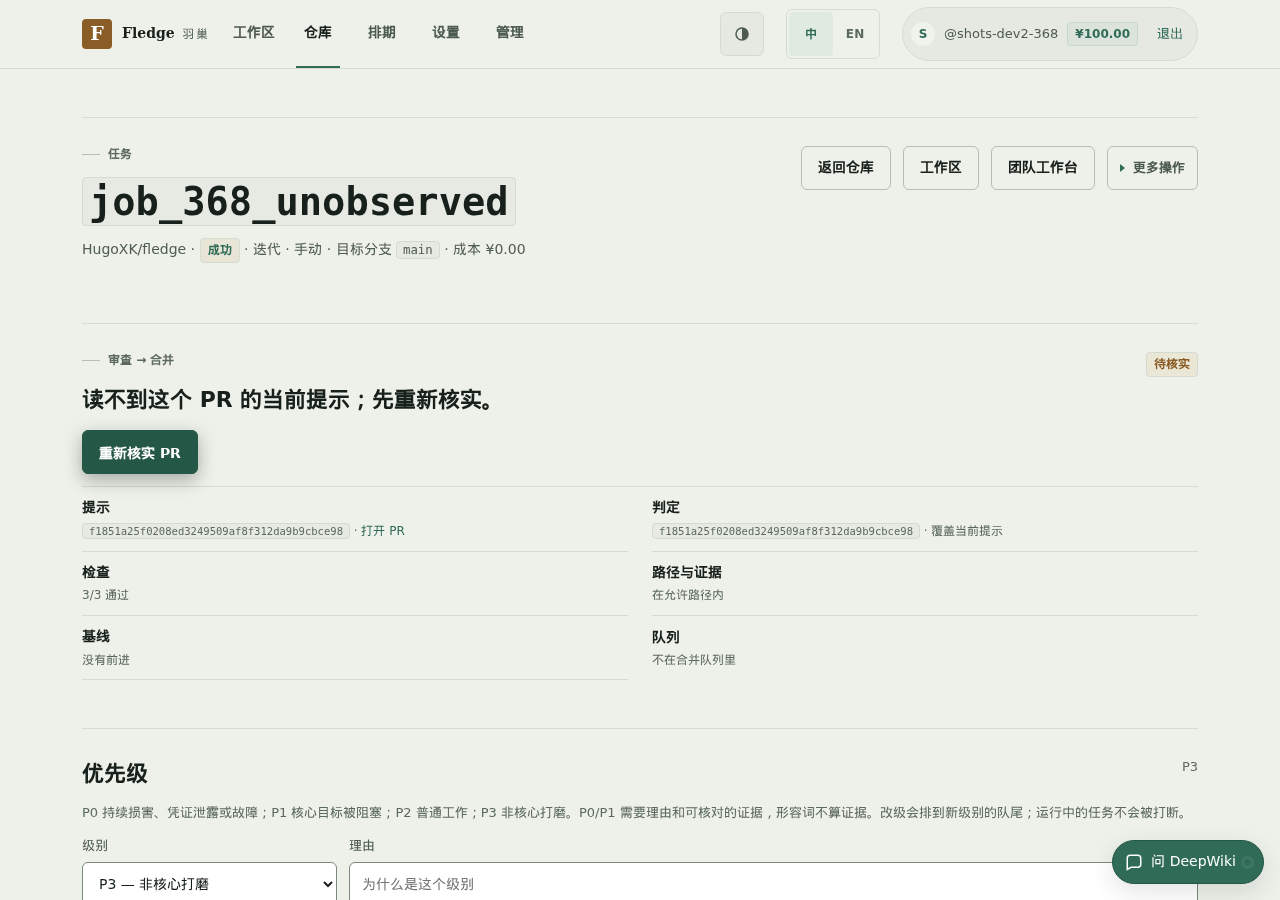 F Fledge 羽巢 工作区 仓库 排期 设置 管理 中 EN S @shots-dev2-368 ¥100.00 退出
任务
返回仓库 工作区 团队工作台 更多操作
job_368_unobserved
HugoXK/fledge · 成功 · 迭代 · 手动 · 目标分支 main · 成本 ¥0.00
审查 → 合并
待核实
读不到这个 PR 的当前提示；先重新核实。
重新核实 PR
提示
f1851a25f0208ed3249509af8f312da9b9cbce98 · 打开 PR
判定
f1851a25f0208ed3249509af8f312da9b9cbce98 · 覆盖当前提示
检查
3/3 通过
路径与证据
在允许路径内
基线
没有前进
队列
不在合并队列里
优先级
P3
P0 持续损害、凭证泄露或故障；P1 核心目标被阻塞；P2 普通工作；P3 非核心打磨。P0/P1 需要理由和可核对的证据，形容词不算证据。改级会排到新级别的队尾；运行中的任务不会被打断。
级别
理由
P3 — 非核心打磨
为什么是这个级别
问 DeepWiki